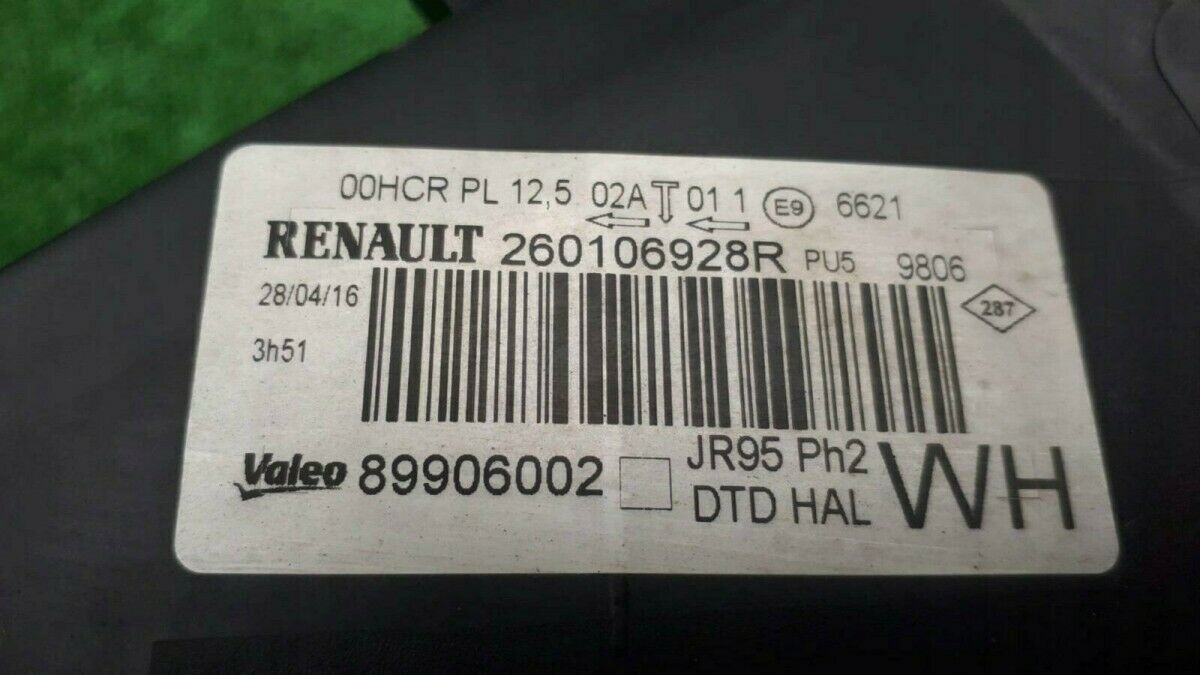 00HCR PL 12,5 02A 01 1 E9 6621
RENAULT 260106928R PU5 9806
28/04/16
287
3h51
Valeo 89906002 JR95 Ph2
DTD HAL WH